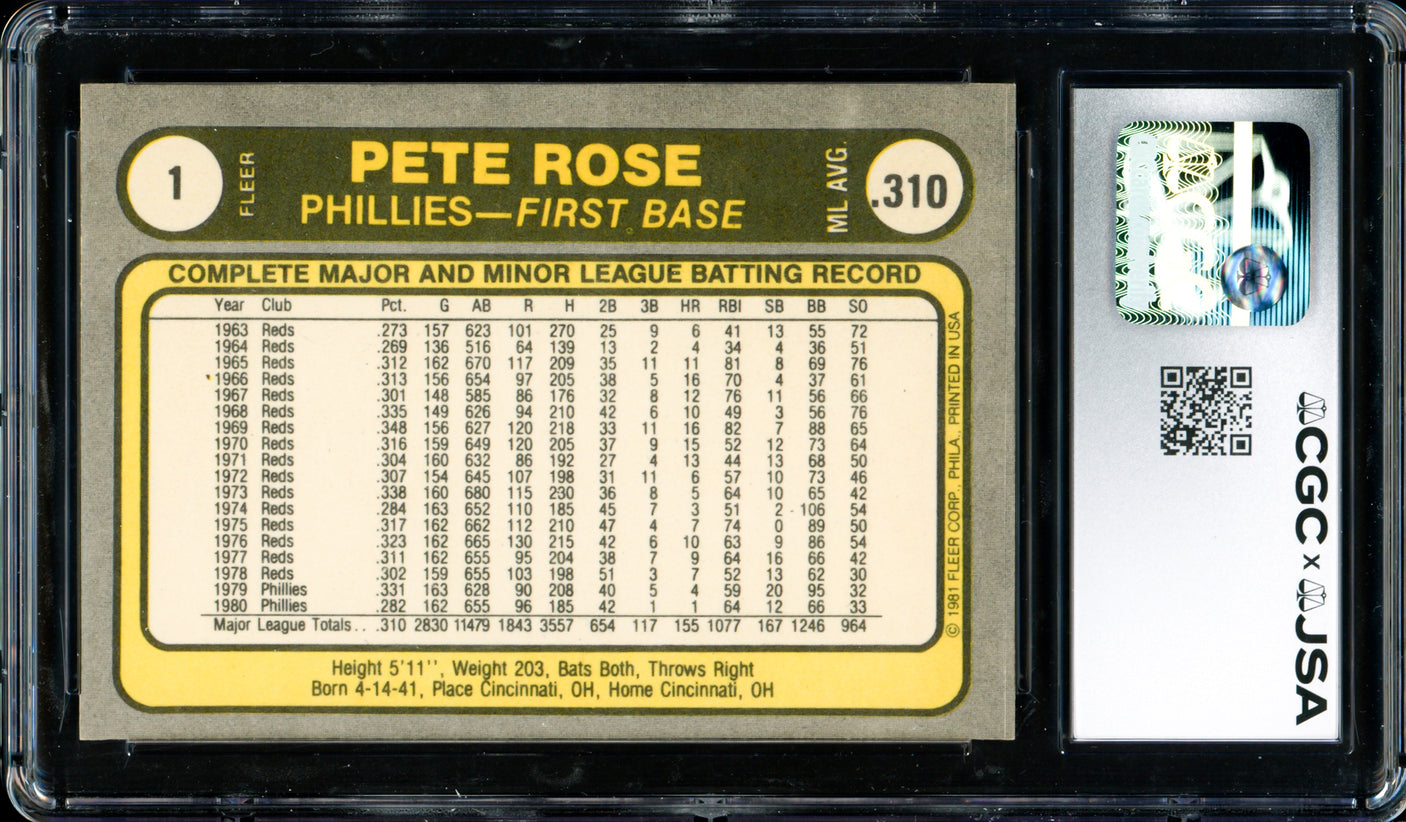 1
FLEER
PETE ROSE
PHILLIES—FIRST BASE
ML AVG.
.310
COMPLETE MAJOR AND MINOR LEAGUE BATTING RECORD
Year Club Pct. G AB R H 2B 3B HR RBI SB BB SO
1963 Reds .273 157 623 101 270 25 9 6 41 13 55 72
1964 Reds .269 136 516 64 139 13 2 4 34 4 36 51
1965 Reds .312 162 670 117 209 35 11 11 81 8 69 76
1966 Reds .313 156 654 97 205 38 5 16 70 4 37 61
1967 Reds .301 148 585 86 176 32 8 12 76 11 56 66
1968 Reds .335 149 626 94 210 42 6 10 49 3 56 76
1969 Reds .348 156 627 120 218 33 11 16 82 7 88 65
1970 Reds .316 159 649 120 205 37 9 15 52 12 73 64
1971 Reds .304 160 632 86 192 27 4 13 44 13 68 50
1972 Reds .307 154 645 107 198 31 11 6 57 10 73 46
1973 Reds .338 160 680 115 230 36 8 5 64 10 65 42
1974 Reds .284 163 652 110 185 45 7 3 51 2 106 54
1975 Reds .317 162 662 112 210 47 4 7 74 0 89 50
1976 Reds .323 162 665 130 215 42 6 10 63 9 86 54
1977 Reds .311 162 655 95 204 38 7 9 64 16 66 42
1978 Reds .302 159 655 103 198 51 3 7 52 13 62 30
1979 Phillies .331 163 628 90 208 40 5 4 59 20 95 32
1980 Phillies .282 162 655 96 185 42 1 1 64 12 66 33
Major League Totals.. .310 2830 11479 1843 3557 654 117 155 1077 167 1246 964
Height 5'11'', Weight 203, Bats Both, Throws Right
Born 4-14-41, Place Cincinnati, OH, Home Cincinnati, OH
© 1981 FLEER CORP., PHILA., PRINTED IN USA
CGC x JSA